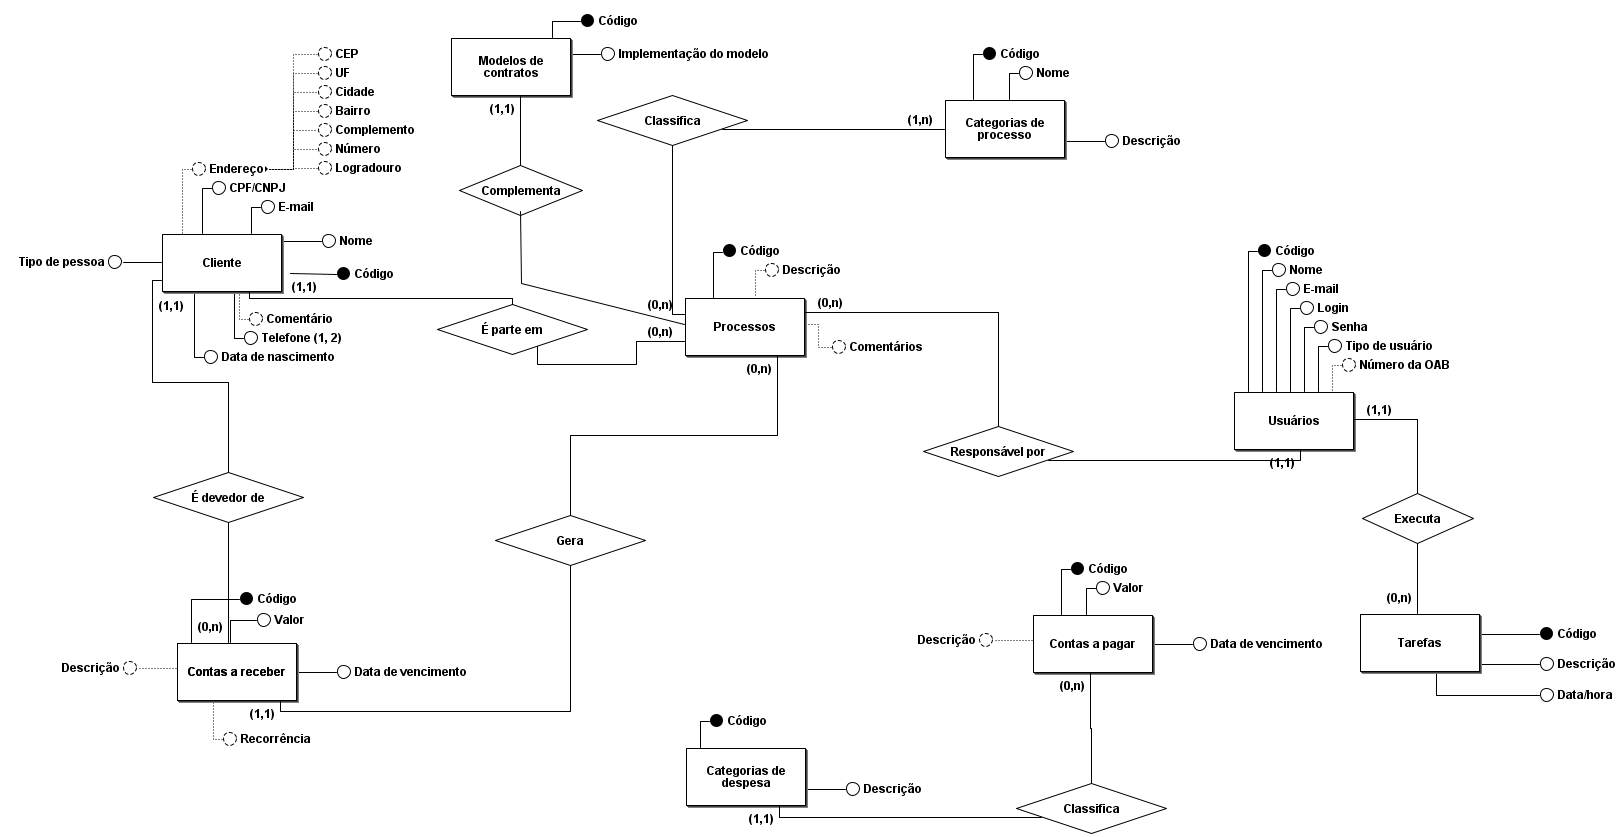 Código
Implementação do modelo
Modelos de
contratos
(1,1)
CEP
UF
Cidade
Bairro
Complemento
Número
Logradouro
Endereço
CPF/CNPJ
E-mail
Nome
Código
Tipo de pessoa
Cliente
(1,1)
(1,1)
Comentário
Telefone (1, 2)
Data de nascimento
Complementa
Classifica
(1,n)
Código
Nome
Categorias de
processo
Descrição
É parte em
(0,n)
(0,n)
Código
Descrição
Processos
(0,n)
Comentários
(0,n)
Código
Nome
E-mail
Login
Senha
Tipo de usuário
Número da OAB
Usuários
(1,1)
(1,1)
Responsável por
Executa
(0,n)
Tarefas
Código
Descrição
Data/hora
É devedor de
Gera
Código
Valor
(0,n)
Descrição
Contas a receber
Data de vencimento
(1,1)
Recorrência
Código
Valor
Descrição
Contas a pagar
Data de vencimento
(0,n)
Código
Categorias de
despesa
Descrição
(1,1)
Classifica